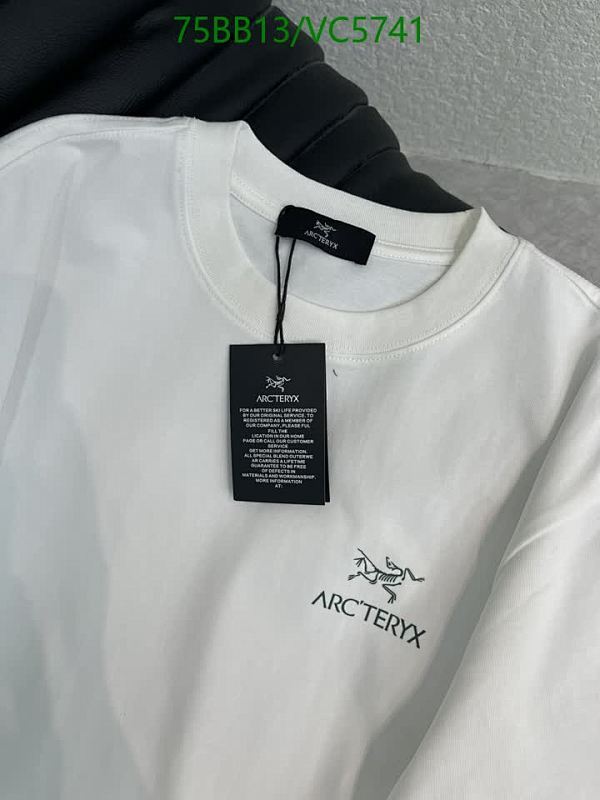 75BB13/VC5741
ARC'TERYX
ARC'TERYX
FOR A BETTER SKI LIFE PROVIDED
BY OUR ORIGINAL SERVICE. TO
REGISTERED AS A MEMBER OF
OUR COMPANY, PLEASE FUL
FILL THE
LOCATION IN OUR HOME
PAGE OR CALL OUR CUSTOMER
SERVICE
GET MORE INFORMATION.
ALL SPECIAL BLEND OUTERWE
AR CARRIES A LIFETIME
GUARANTEE TO BE FREE
OF DEFECTS IN
MATERIALS AND WORKMANSHIP.
MORE INFORMATION
AT:
ARC'TERYX